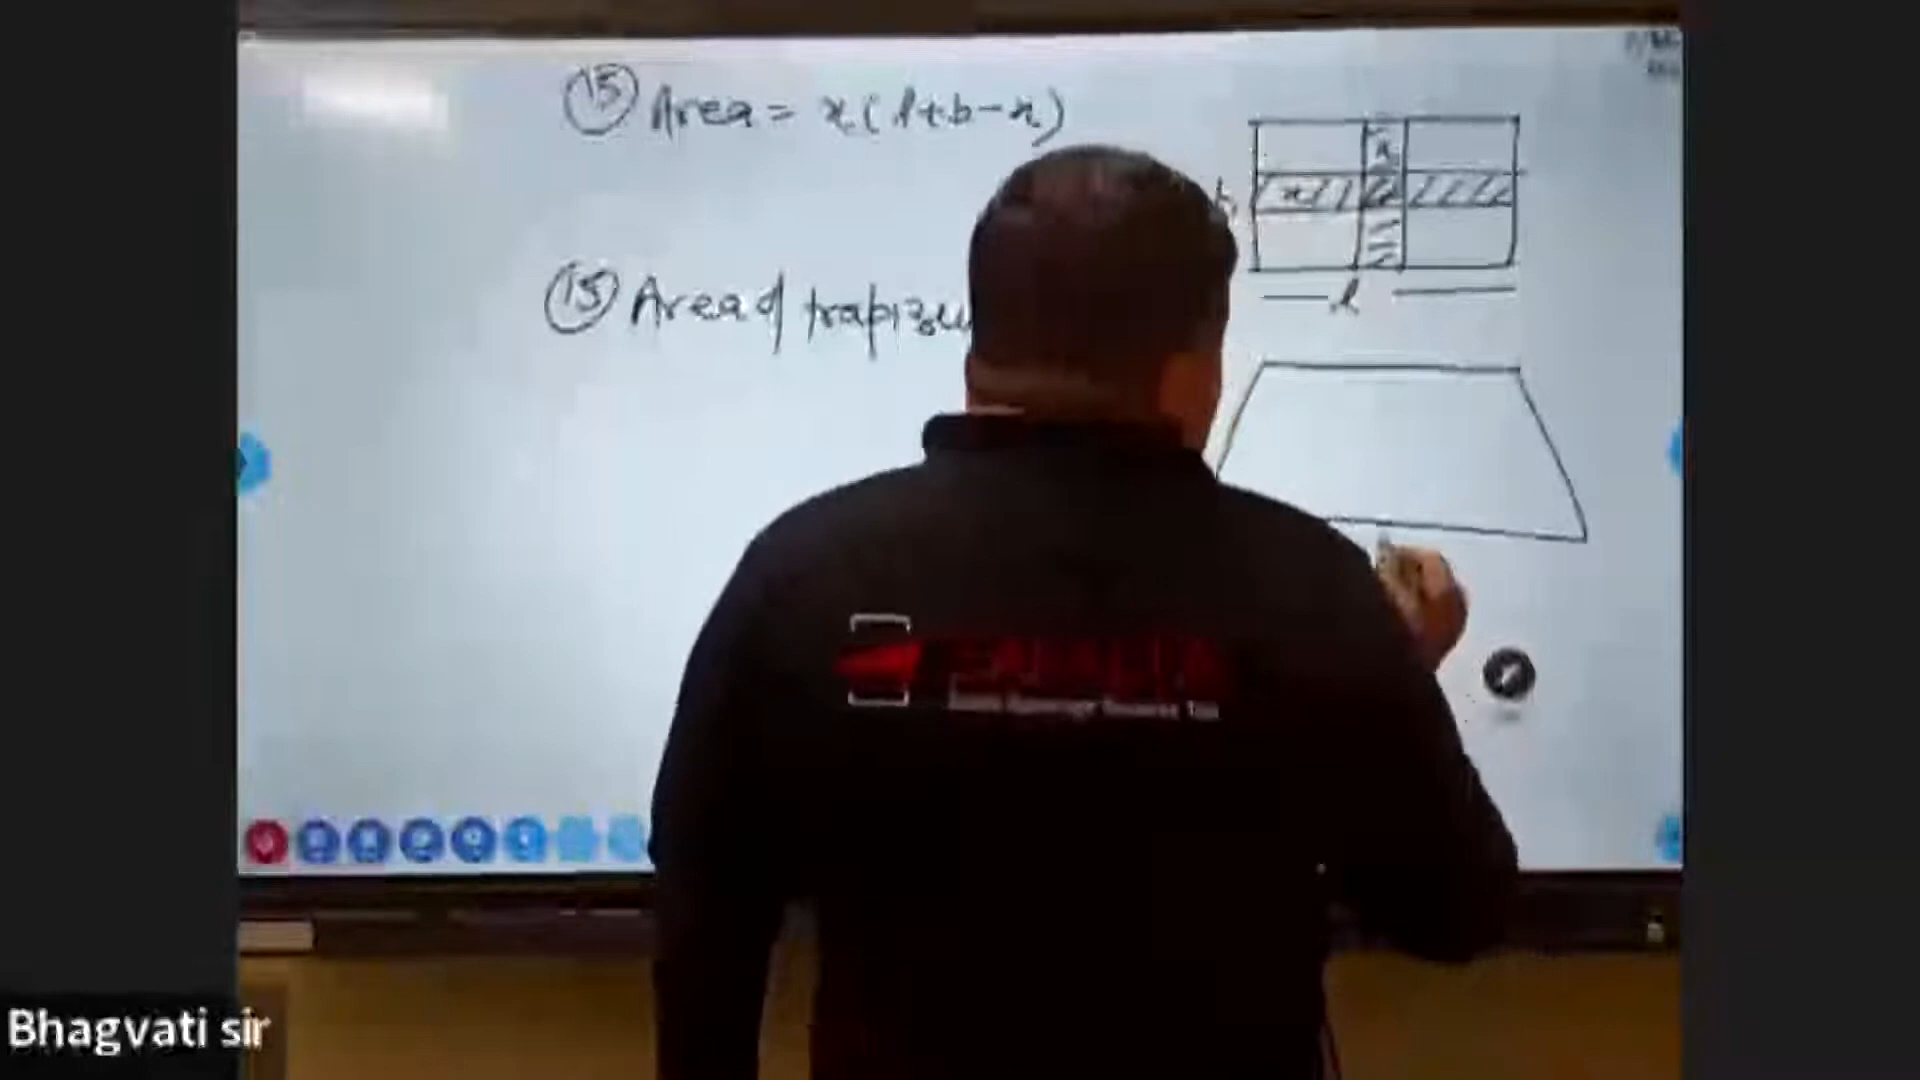 15 Area = x(l+b-x)
x
x
b
l
15 Area of trapizu
Bhagvati sir